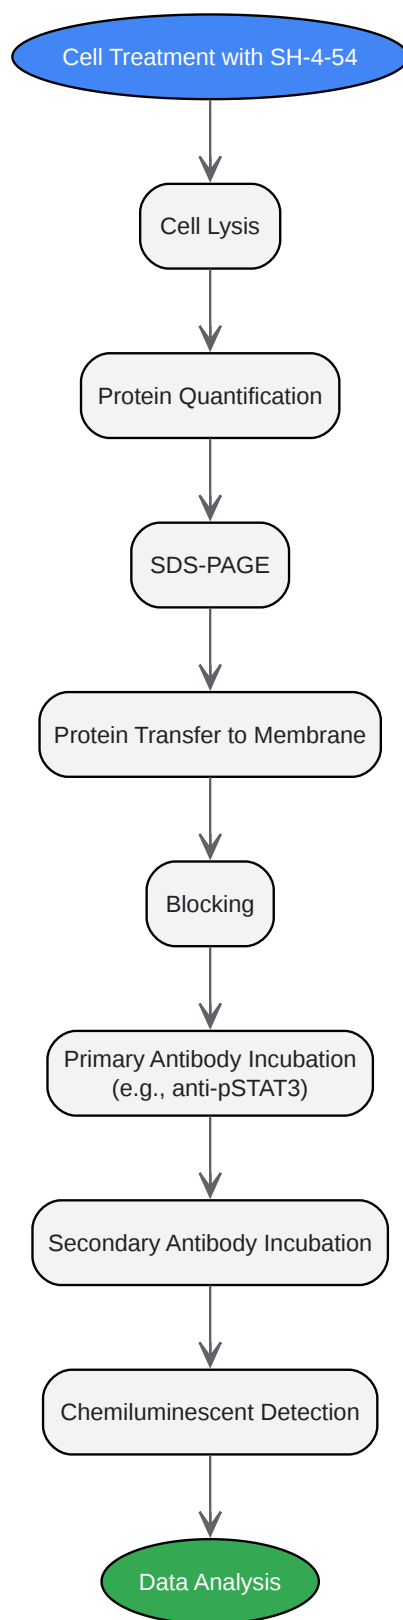 Cell Treatment with SH-4-54
Cell Lysis
Protein Quantification
SDS-PAGE
Protein Transfer to Membrane
Blocking
Primary Antibody Incubation
(e.g., anti-pSTAT3)
Secondary Antibody Incubation
Chemiluminescent Detection
Data Analysis